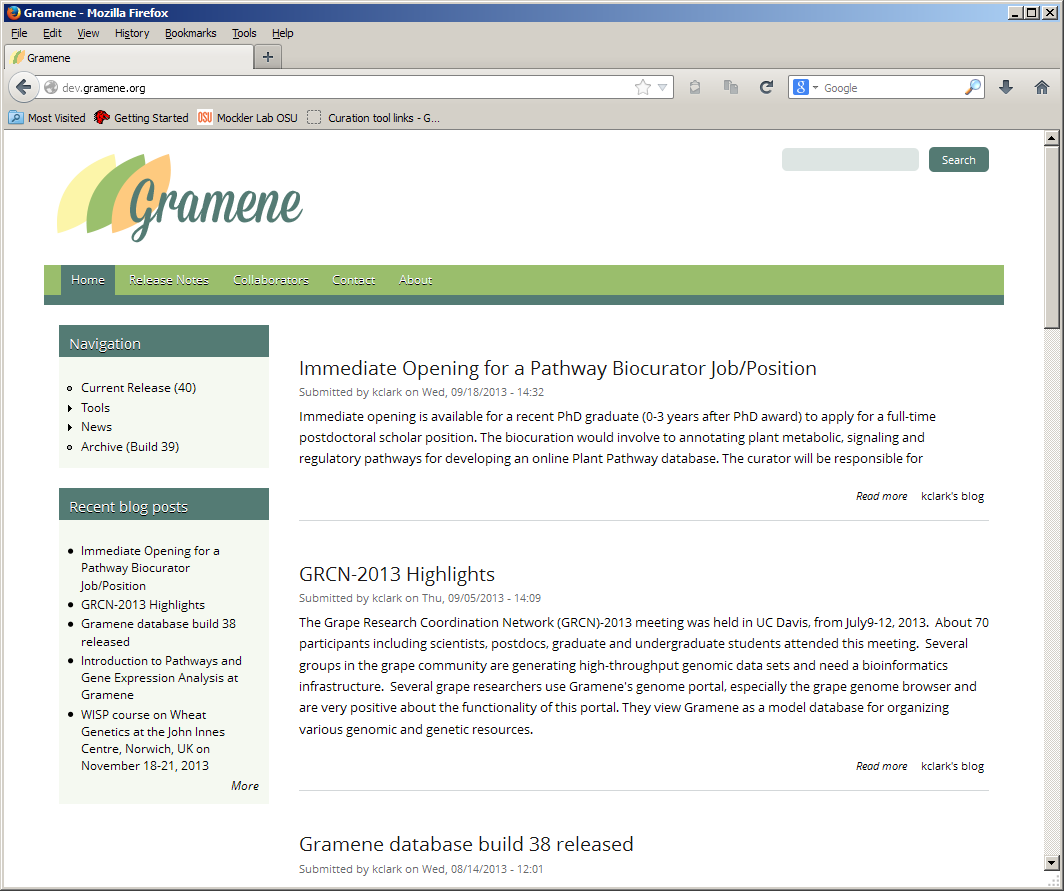 Gramene - Mozilla Firefox
File Edit View History Bookmarks Tools Help
Gramene
dev.gramene.org
Google
Most Visited Getting Started OSU Mockler Lab OSU Curation tool links - G...
Gramene
Search
Home Release Notes Collaborators Contact About
Navigation
Current Release (40)
Tools
News
Archive (Build 39)
Recent blog posts
Immediate Opening for a
Pathway Biocurator
Job/Position
GRCN-2013 Highlights
Gramene database build 38
released
Introduction to Pathways and
Gene Expression Analysis at
Gramene
WISP course on Wheat
Genetics at the John Innes
Centre, Norwich, UK on
November 18-21, 2013
More
Immediate Opening for a Pathway Biocurator Job/Position
Submitted by kclark on Wed, 09/18/2013 - 14:32
Immediate opening is available for a recent PhD graduate (0-3 years after PhD award) to apply for a full-time
postdoctoral scholar position. The biocuration would involve to annotating plant metabolic, signaling and
regulatory pathways for developing an online Plant Pathway database. The curator will be responsible for
Read more kclark's blog
GRCN-2013 Highlights
Submitted by kclark on Thu, 09/05/2013 - 14:09
The Grape Research Coordination Network (GRCN)-2013 meeting was held in UC Davis, from July9-12, 2013. About 70
participants including scientists, postdocs, graduate and undergraduate students attended this meeting. Several
groups in the grape community are generating high-throughput genomic data sets and need a bioinformatics
infrastructure. Several grape researchers use Gramene's genome portal, especially the grape genome browser and
are very positive about the functionality of this portal. They view Gramene as a model database for organizing
various genomic and genetic resources.
Read more kclark's blog
Gramene database build 38 released
Submitted by kclark on Wed, 08/14/2013 - 12:01